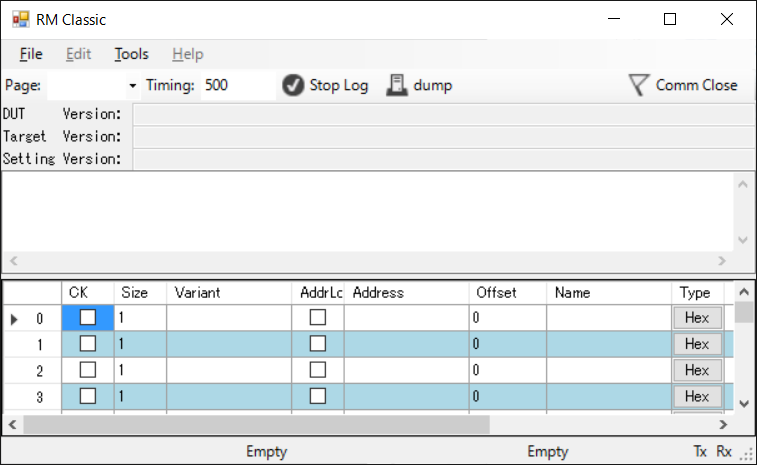 RM Classic
File Edit Tools Help
Page: Timing: 500 Stop Log dump Comm Close
DUT Version:
Target Version:
Setting Version:
CK Size Variant AddrLc Address Offset Name Type
0 1 0 Hex
1 1 0 Hex
2 1 0 Hex
3 1 0 Hex
Empty Empty Tx Rx